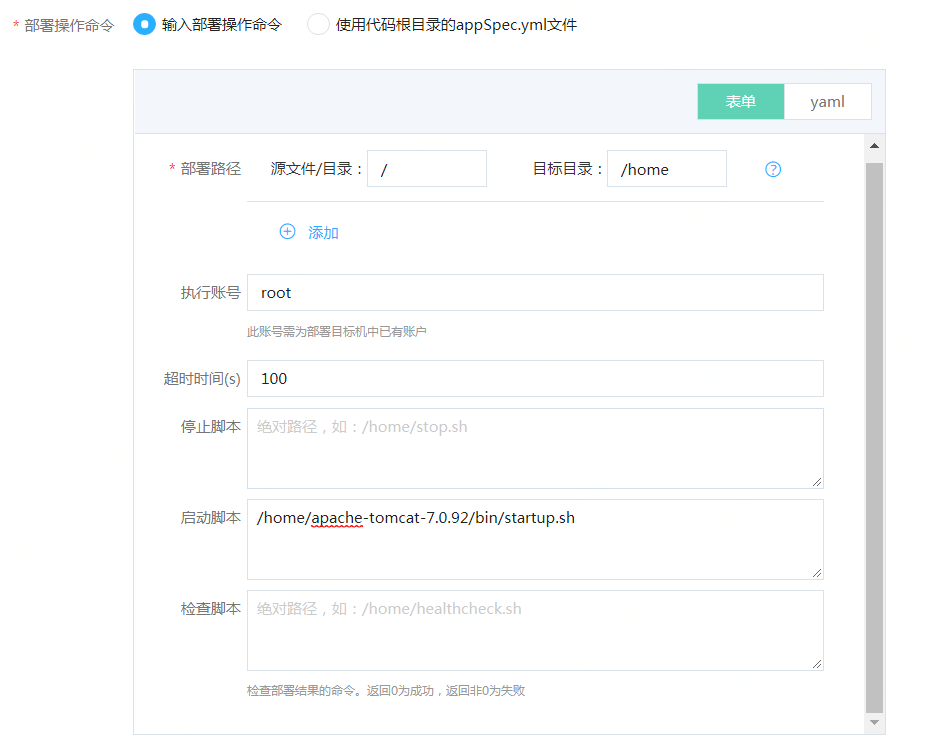 * 部署操作命令 输入部署操作命令 使用代码根目录的appSpec.yml文件
表单 yaml
* 部署路径 源文件/目录： / 目标目录： /home ?
添加
执行账号 root
此账号需为部署目标机中已有账户
超时时间(s) 100
停止脚本 绝对路径，如：/home/stop.sh
启动脚本 /home/apache-tomcat-7.0.92/bin/startup.sh
检查脚本 绝对路径，如：/home/healthcheck.sh
检查部署结果的命令。返回0为成功，返回非0为失败